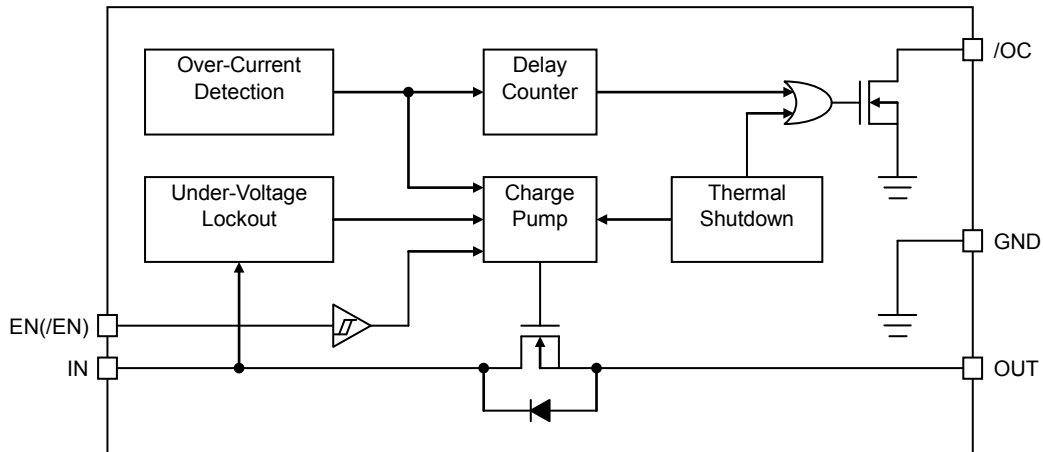 Over-Current
Detection
Delay
Counter
/OC
Under-Voltage
Lockout
Charge
Pump
Thermal
Shutdown
GND
EN(/EN)
IN
OUT